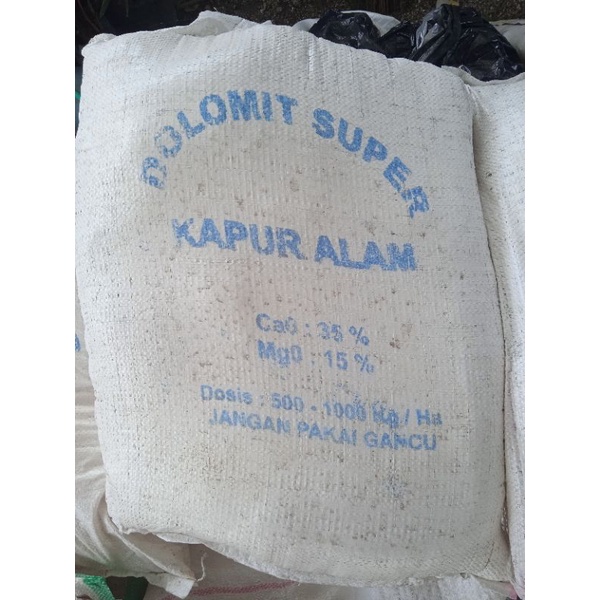 DOLOMIT SUPER
KAPUR ALAM
CaO : 35 %
MgO : 15 %
Dosis : 500 - 1000 Kg / Ha
JANGAN PAKAI GANCU